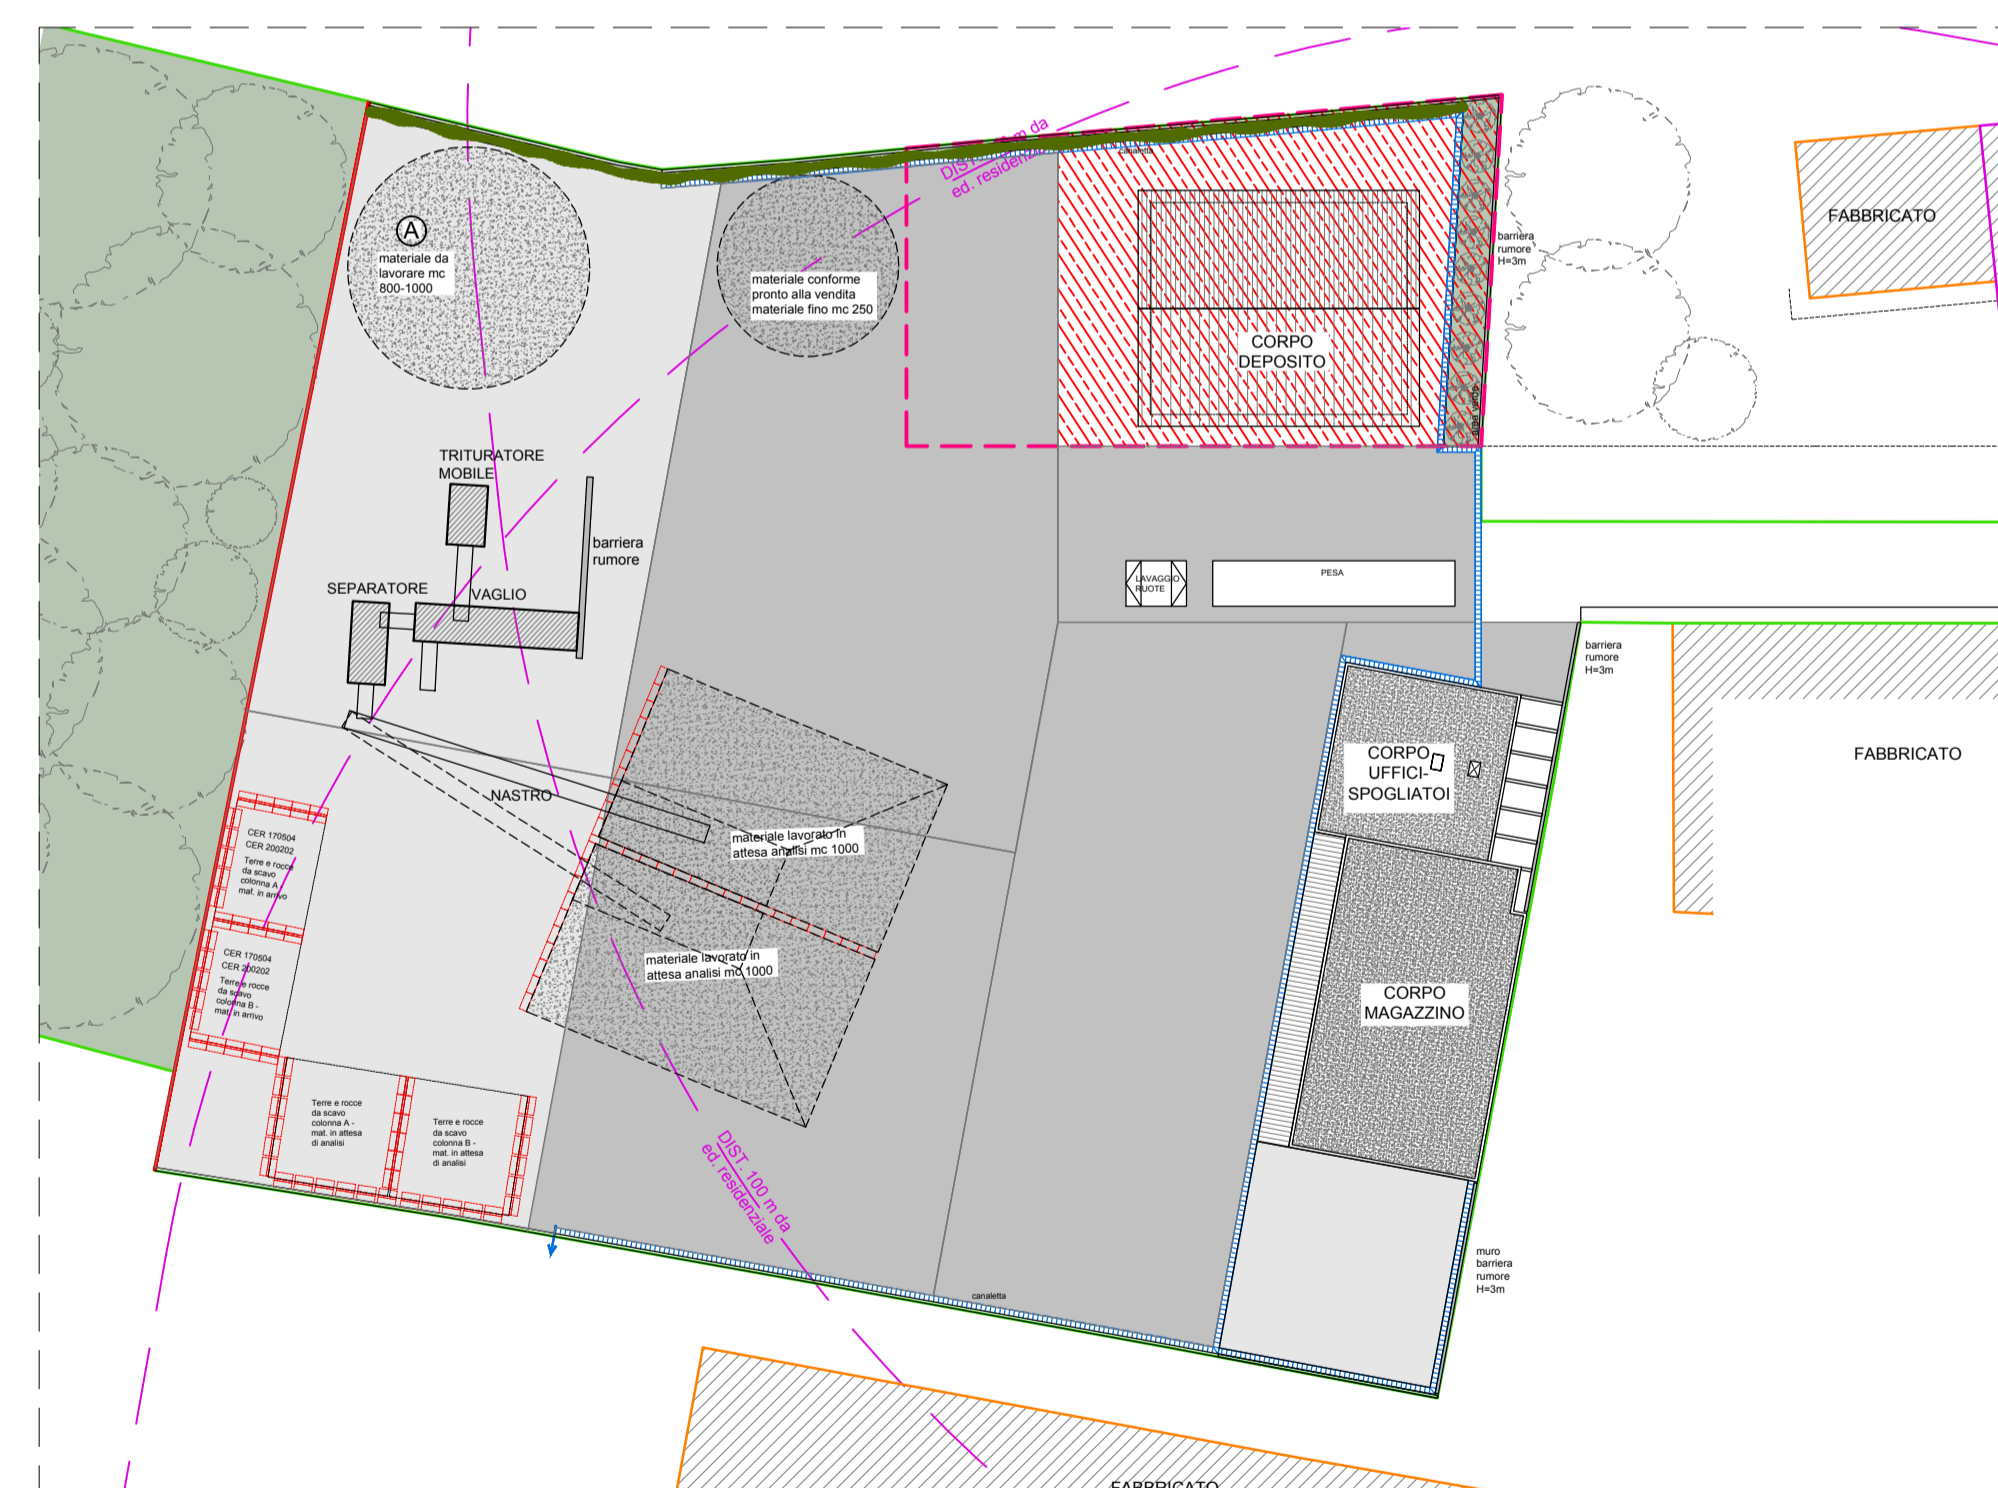 A
materiale da
lavorare mc
800-1000
materiale conforme
pronto alla vendita
materiale fino mc 250
m da
ed. residenz
canaletta
CORPO
DEPOSITO
area verde
barriera
rumore
H=3m
FABBRICATO
TRITURATORE
MOBILE
barriera
rumore
SEPARATORE
VAGLIO
LAVAGGIO
RUOTE
PESA
barriera
rumore
H=3m
FABBRICATO
NASTRO
materiale lavorato in
attesa analisi mc 1000
materiale lavorato in
attesa analisi mc 1000
CORPO
UFFICI-
SPOGLIATOI
CORPO
MAGAZZINO
CER 170504
CER 200202
Terre e rocce
da scavo
colonna A -
mat. in arrivo
CER 170504
CER 200202
Terre e rocce
da scavo
colonna B -
mat. in arrivo
Terre e rocce
da scavo
colonna A -
mat. in attesa
di analisi
Terre e rocce
da scavo
colonna B -
mat. in attesa
di analisi
DIST. 100 m da
ed. residenziale
muro
barriera
rumore
H=3m
canaletta
FABBRICATO